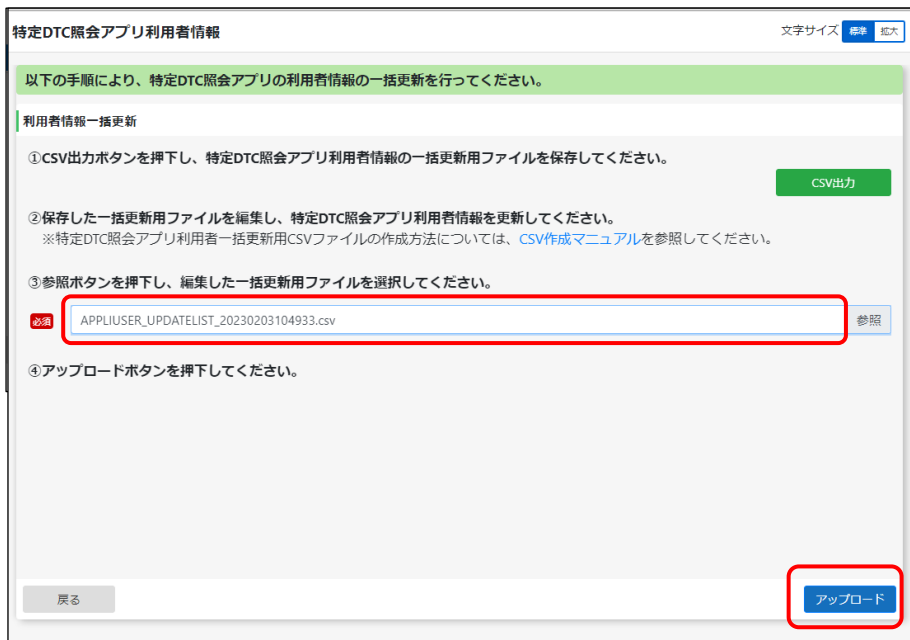 特定DTC照会アプリ利用者情報
文字サイズ 標準 拡大
以下の手順により、特定DTC照会アプリの利用者情報の一括更新を行ってください。
利用者情報一括更新
①CSV出力ボタンを押下し、特定DTC照会アプリ利用者情報の一括更新用ファイルを保存してください。
CSV出力
②保存した一括更新用ファイルを編集し、特定DTC照会アプリ利用者情報を更新してください。
※特定DTC照会アプリ利用者一括更新用CSVファイルの作成方法については、CSV作成マニュアルを参照してください。
③参照ボタンを押下し、編集した一括更新用ファイルを選択してください。
必須 APPLIUSER_UPDATELIST_20230203104933.csv 参照
④アップロードボタンを押下してください。
戻る アップロード